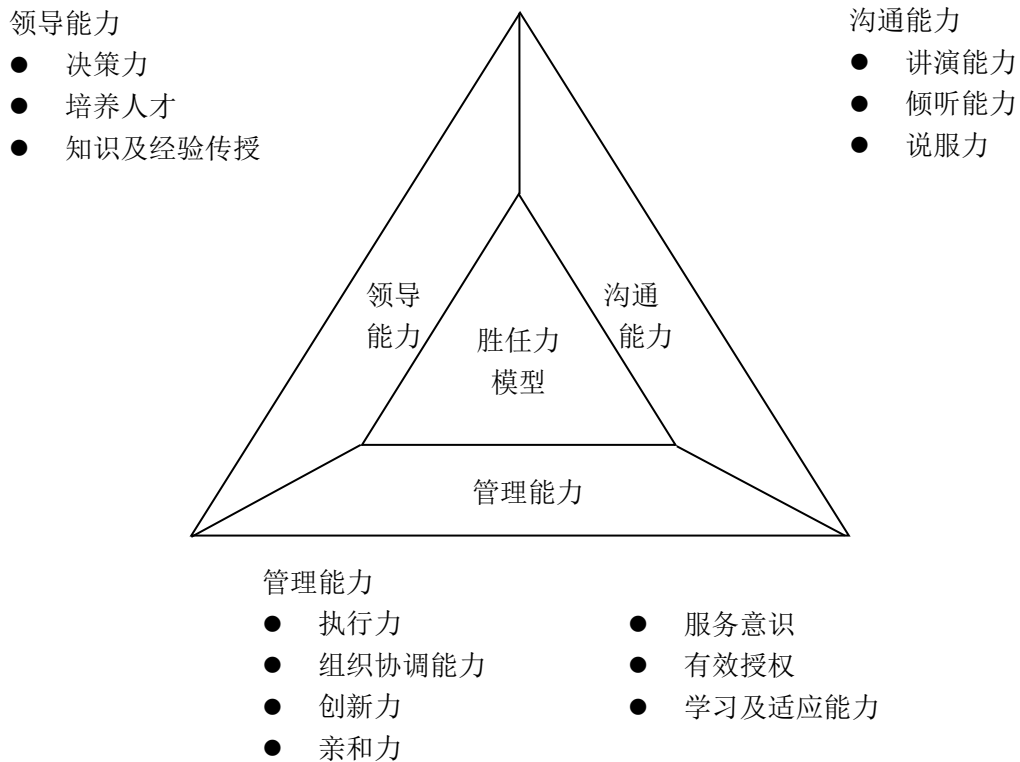 领导能力
● 决策力
● 培养人才
● 知识及经验传授
沟通能力
● 讲演能力
● 倾听能力
● 说服力
领导
能力
胜任力
模型
沟通
能力
管理能力
管理能力
● 执行力
● 组织协调能力
● 创新力
● 亲和力
● 服务意识
● 有效授权
● 学习及适应能力